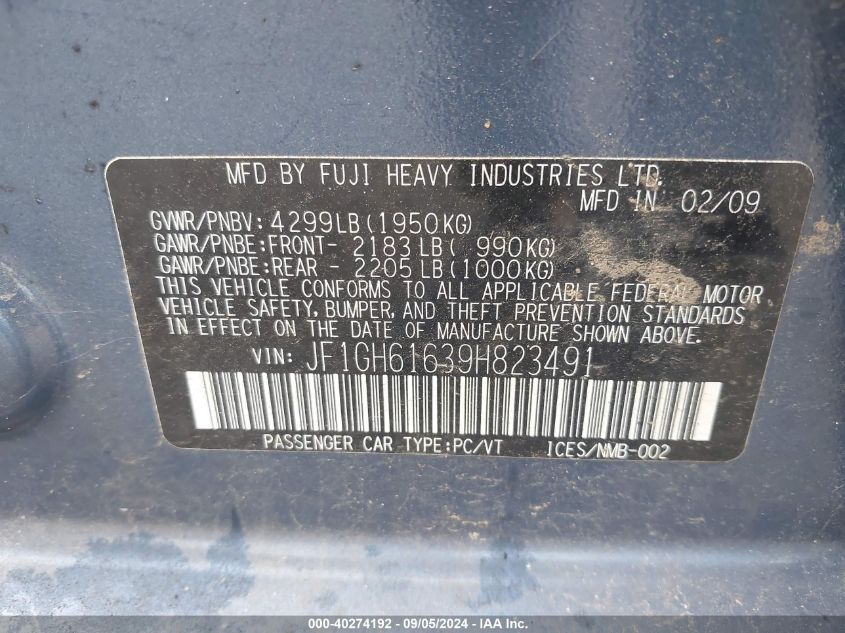 MFD BY FUJI HEAVY INDUSTRIES LTD.
MFD IN 02/09
GVWR/PNBV: 4299LB(1950KG)
GAWR/PNBE:FRONT- 2183LB( 990KG)
GAWR/PNBE:REAR - 2205LB(1000KG)
THIS VEHICLE CONFORMS TO ALL APPLICABLE FEDERAL MOTOR
VEHICLE SAFETY, BUMPER, AND THEFT PREVENTION STANDARDS
IN EFFECT ON THE DATE OF MANUFACTURE SHOWN ABOVE.
VIN: JF1GH61639H823491
PASSENGER CAR TYPE:PC/VT ICES/NMB-002
000-40274192 - 09/05/2024 - IAA Inc.